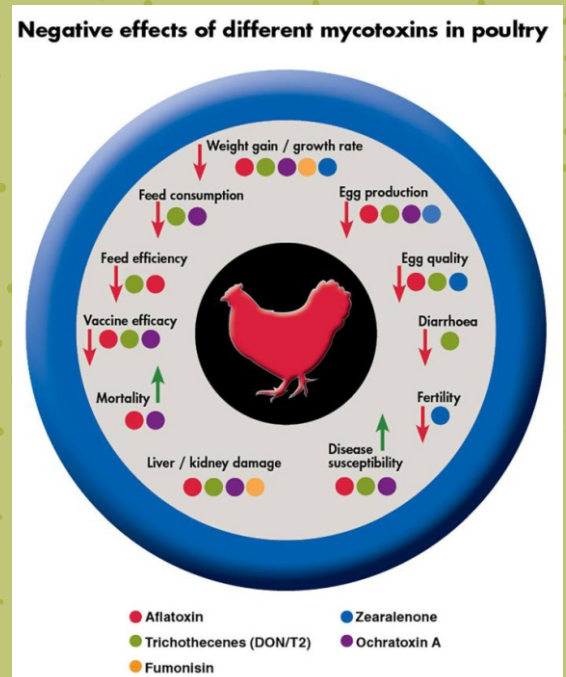 Negative effects of different mycotoxins in poultry
Weight gain / growth rate
Feed consumption
Egg production
Feed efficiency
Egg quality
Vaccine efficacy
Diarrhoea
Mortality
Fertility
Liver / kidney damage
Disease
susceptibility
Aflatoxin
Zearalenone
Trichothecenes (DON/T2)
Ochratoxin A
Fumonisin